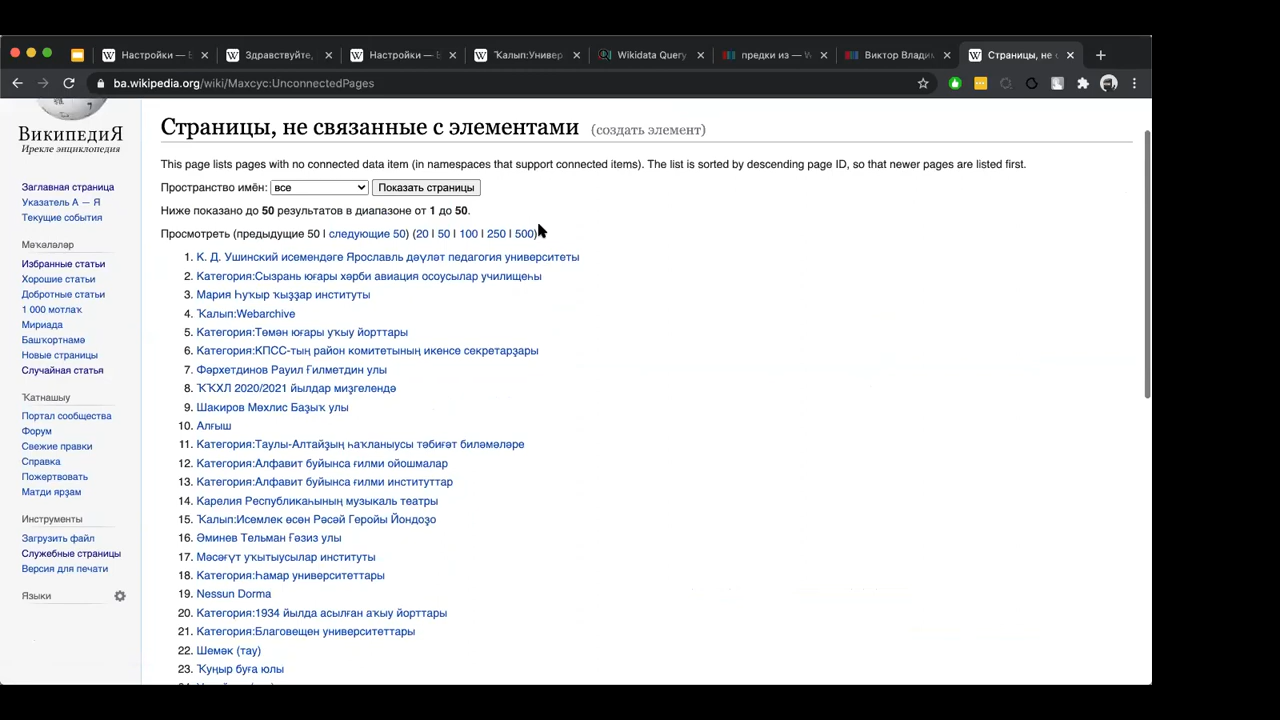 Настройки —
Здравствуйте,
Настройки —
Ҡалып:Универ
Wikidata Query
предки из —
Виктор Влади
Страницы, не
ba.wikipedia.org/wiki/Махсус:UnconnectedPages
ВикипедиЯ
Ирекле энциклопедия
Заглавная страница
Указатель А — Я
Текущие события
Мәҡәләләр
Избранные статьи
Хорошие статьи
Добротные статьи
1 000 мотлаҡ
Мириада
Башҡортнамә
Новые страницы
Случайная статья
Ҡатнашыу
Портал сообщества
Форум
Свежие правки
Справка
Пожертвовать
Матди ярҙам
Инструменты
Загрузить файл
Служебные страницы
Версия для печати
Языки
Страницы, не связанные с элементами (создать элемент)
This page lists pages with no connected data item (in namespaces that support connected items). The list is sorted by descending page ID, so that newer pages are listed first.
Пространство имён: все Показать страницы
Ниже показано до 50 результатов в диапазоне от 1 до 50.
Просмотреть (предыдущие 50 | следующие 50) (20 | 50 | 100 | 250 | 500)
1. К. Д. Ушинский исемендәге Ярославль дәүләт педагогия университеты
2. Категория:Сызрань юғары хәрби авиация осоусылар училищеһы
3. Мария Һуҡыр ҡыҙҙар институты
4. Ҡалып:Webarchive
5. Категория:Төмән юғары уҡыу йорттары
6. Категория:КПСС-тың район комитетының икенсе секретарҙары
7. Фәрхетдинов Рауил Ғилметдин улы
8. ҠҠХЛ 2020/2021 йылдар миҙгелендә
9. Шакиров Мөхлис Баҙыҡ улы
10. Алғыш
11. Категория:Таулы-Алтайҙың һаҡланыусы тәбиғәт биләмәләре
12. Категория:Алфавит буйынса ғилми ойошмалар
13. Категория:Алфавит буйынса ғилми институттар
14. Карелия Республикаһының музыкаль театры
15. Ҡалып:Исемлек өсөн Рәсәй Геройы Йондоҙо
16. Әминев Тельман Ғәзиз улы
17. Мәсәғүт уҡытыусылар институты
18. Категория:Һамар университеттары
19. Nessun Dorma
20. Категория:1934 йылда асылған аҡыу йорттары
21. Категория:Благовещен университеттары
22. Шемәк (тау)
23. Ҡуңыр буға юлы